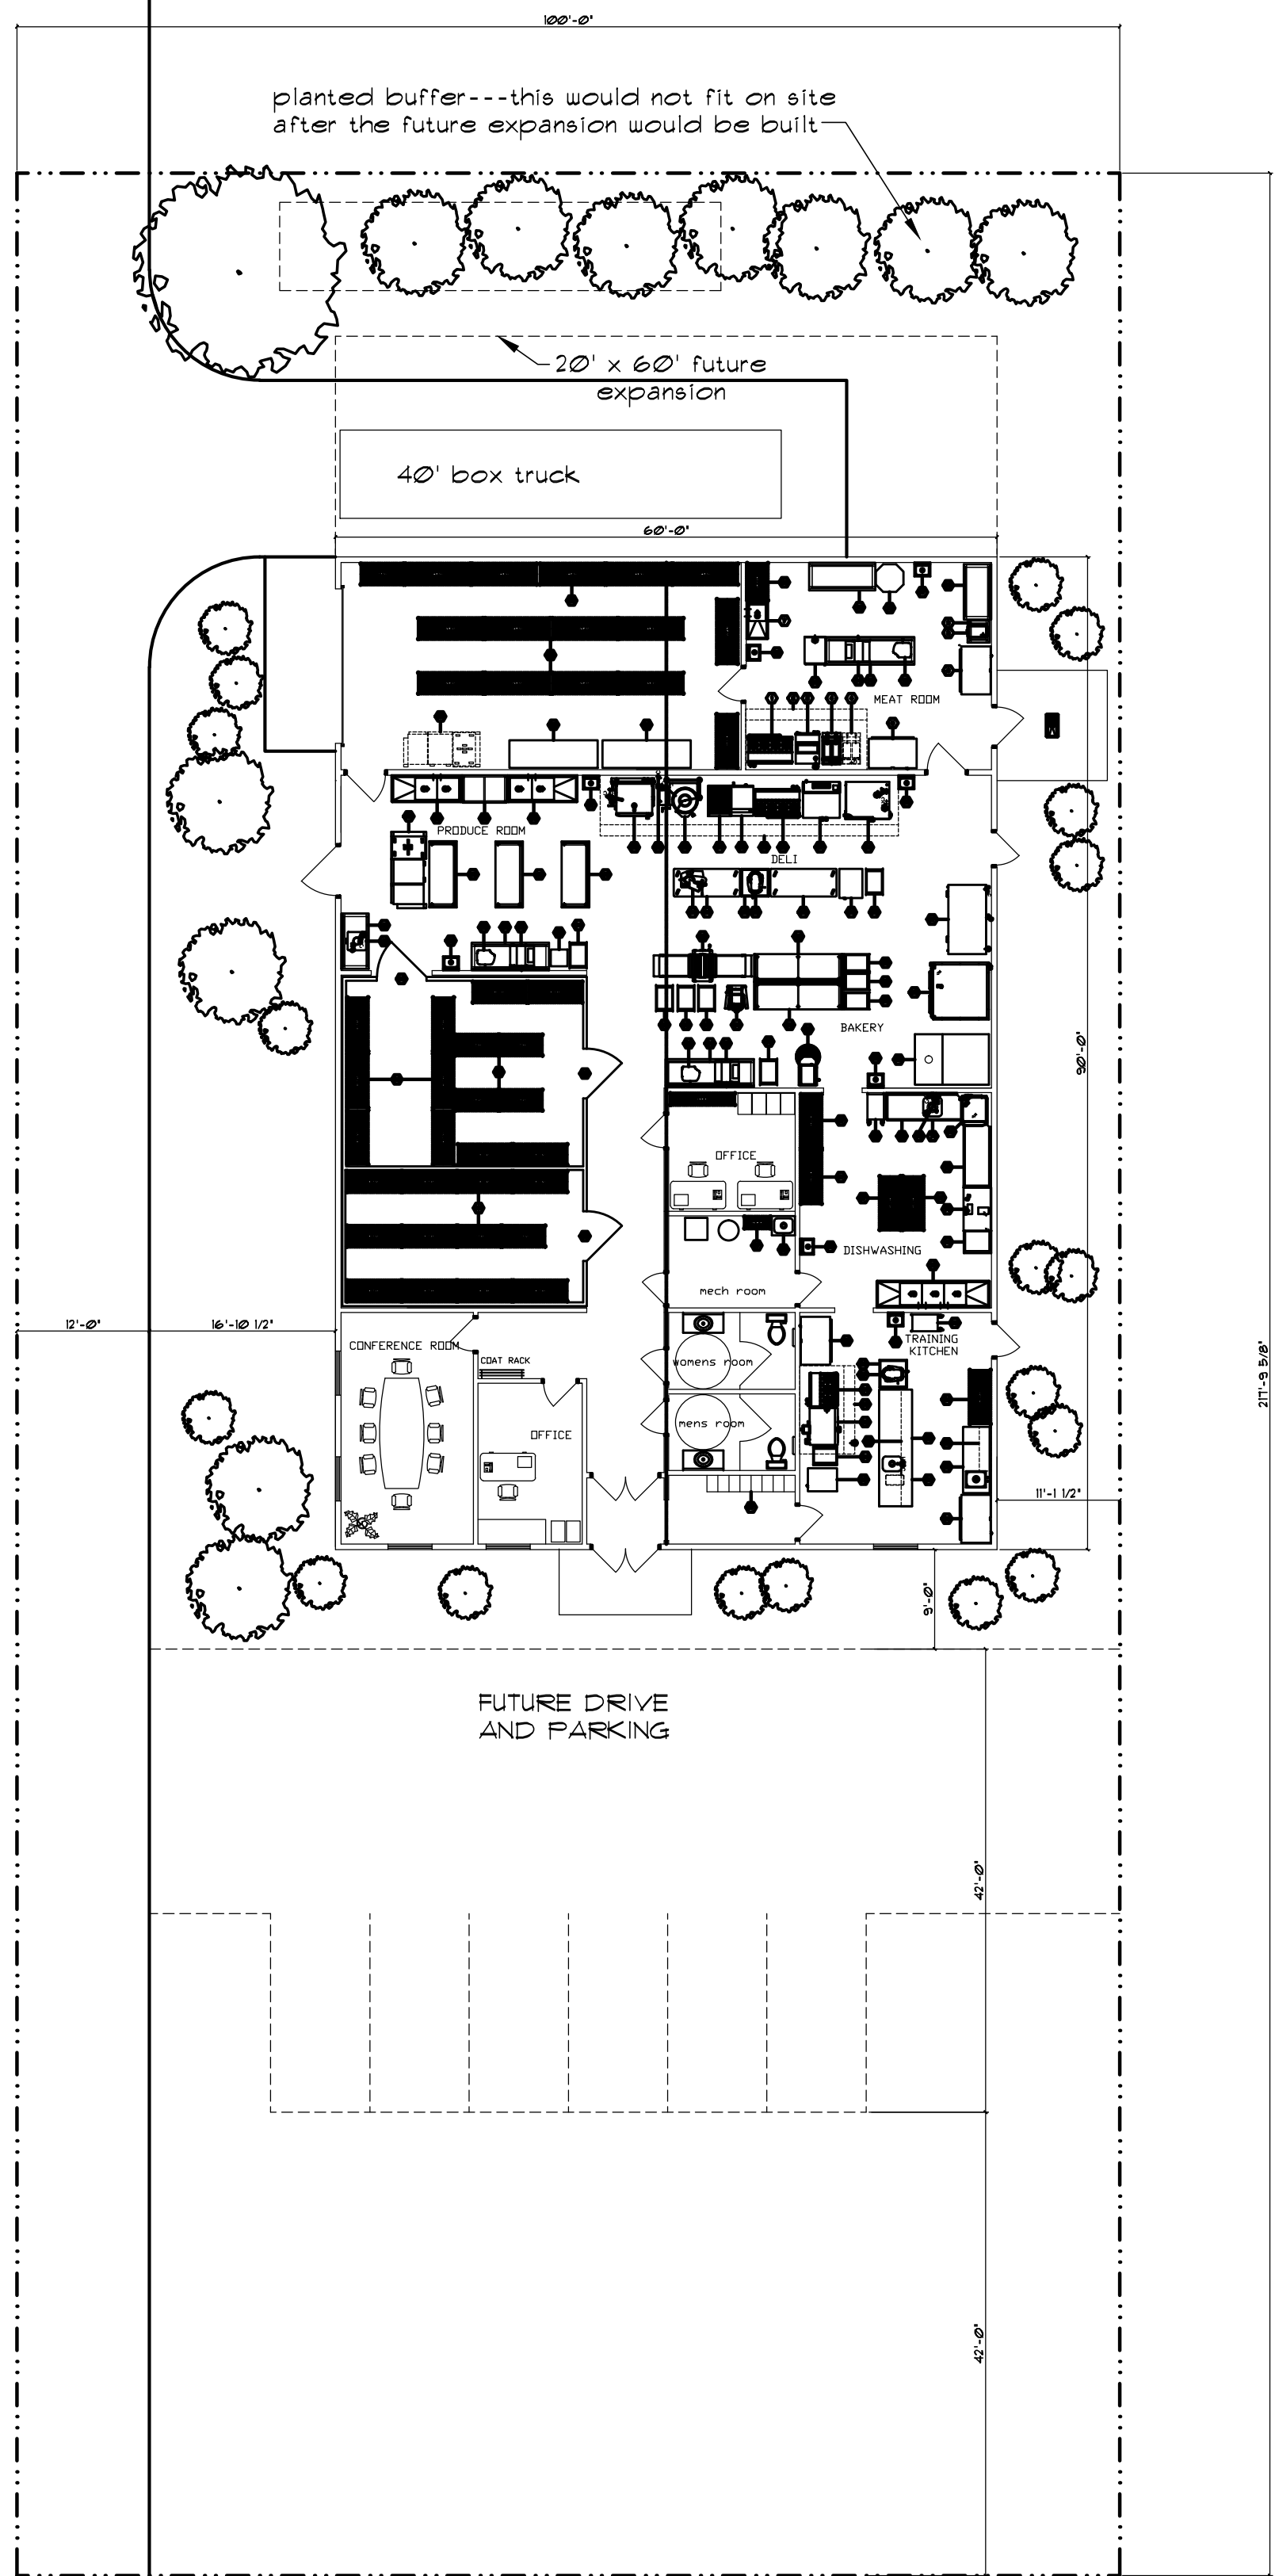 100'-0"
planted buffer---this would not fit on site
after the future expansion would be built
20' x 60' future
expansion
40' box truck
60'-0"
MEAT ROOM
PRODUCE ROOM
DELI
BAKERY
90'-0"
OFFICE
DISHWASHING
mech room
12'-0"
16'-10 1/2"
CONFERENCE ROOM
COAT RACK
womens room
TRAINING
KITCHEN
217'-9 5/8"
mens room
OFFICE
11'-1 1/2"
9'-0"
FUTURE DRIVE
AND PARKING
42'-0"
42'-0"